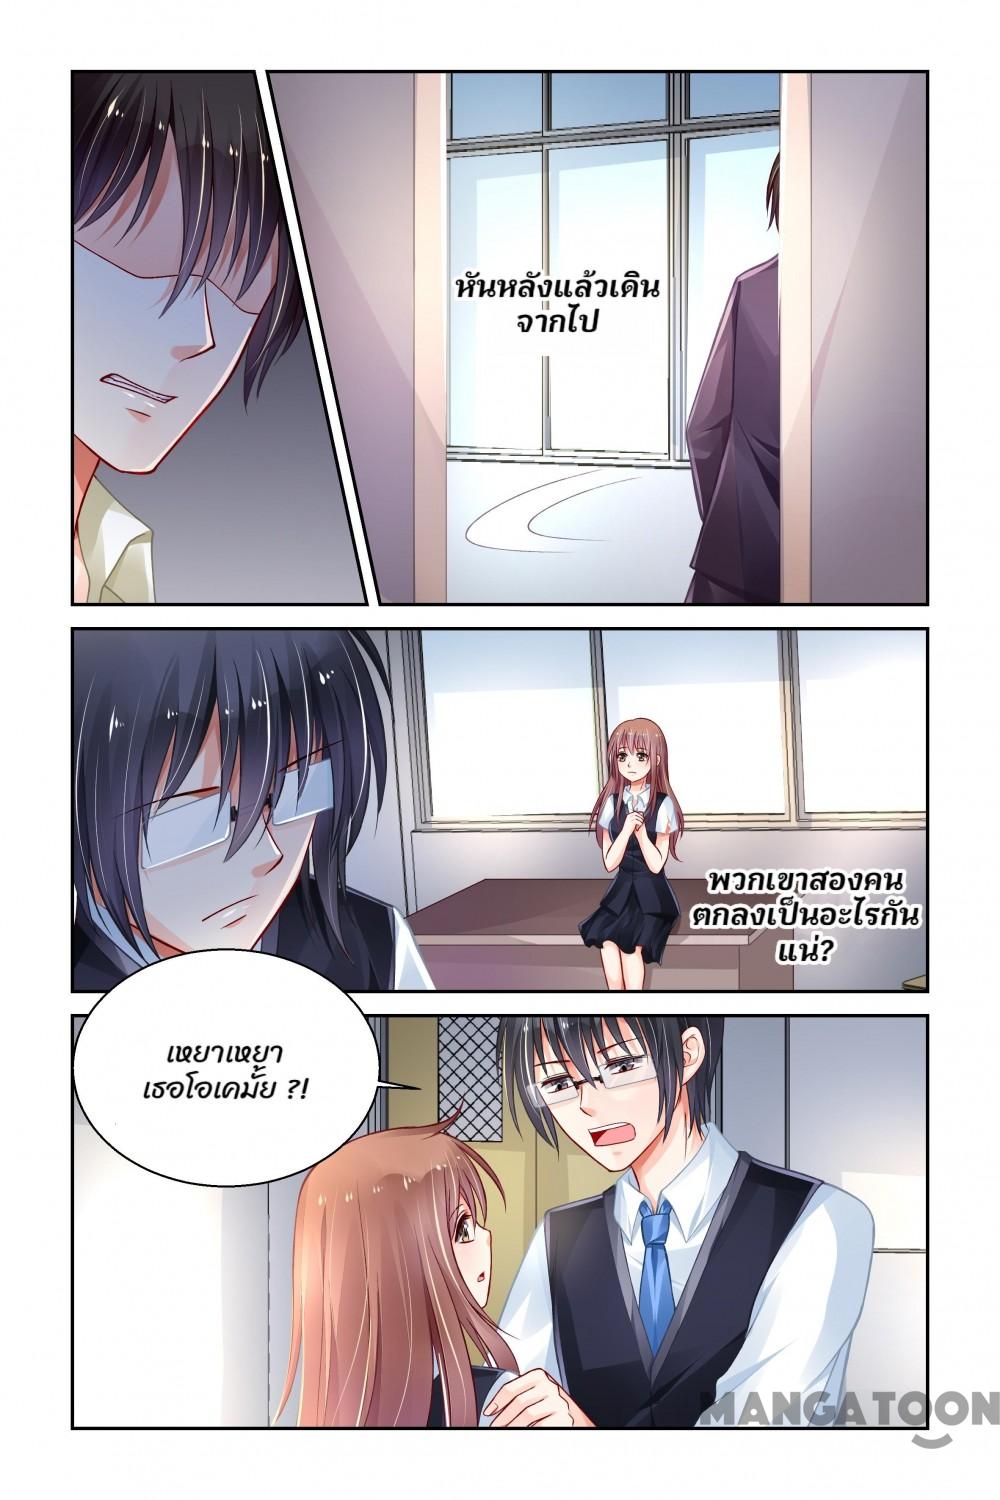 หันหลังแล้วเดิน
จากไป
พวกเขาสองคน
ตกลงเป็นอะไรกัน
แน่?
เหยาเหยา
เธอโอเคมั้ย ?!
MANGATOON